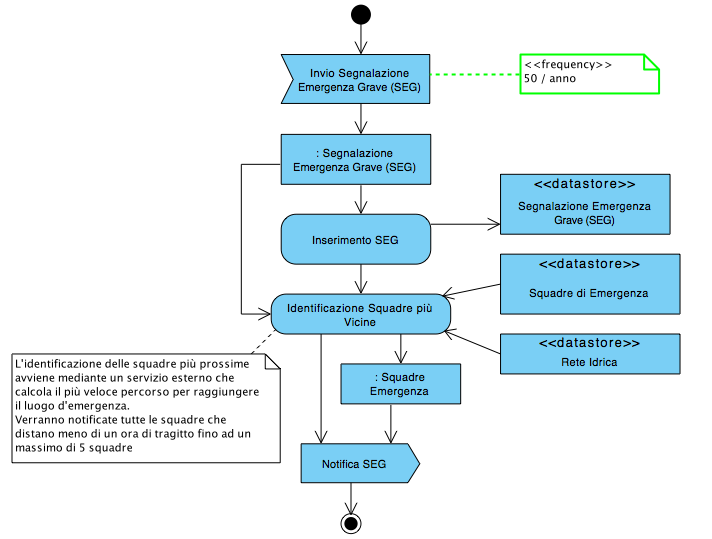 Invio Segnalazione
Emergenza Grave (SEG)
<<frequency>>
50 / anno
: Segnalazione
Emergenza Grave (SEG)
<<datastore>>
Segnalazione Emergenza
Grave (SEG)
Inserimento SEG
<<datastore>>
Squadre di Emergenza
Identificazione Squadre più
Vicine
<<datastore>>
Rete Idrica
L'identificazione delle squadre più prossime
avviene mediante un servizio esterno che
calcola il più veloce percorso per raggiungere
il luogo d'emergenza.
Verranno notificate tutte le squadre che
distano meno di un ora di tragitto fino ad un
massimo di 5 squadre
: Squadre
Emergenza
Notifica SEG